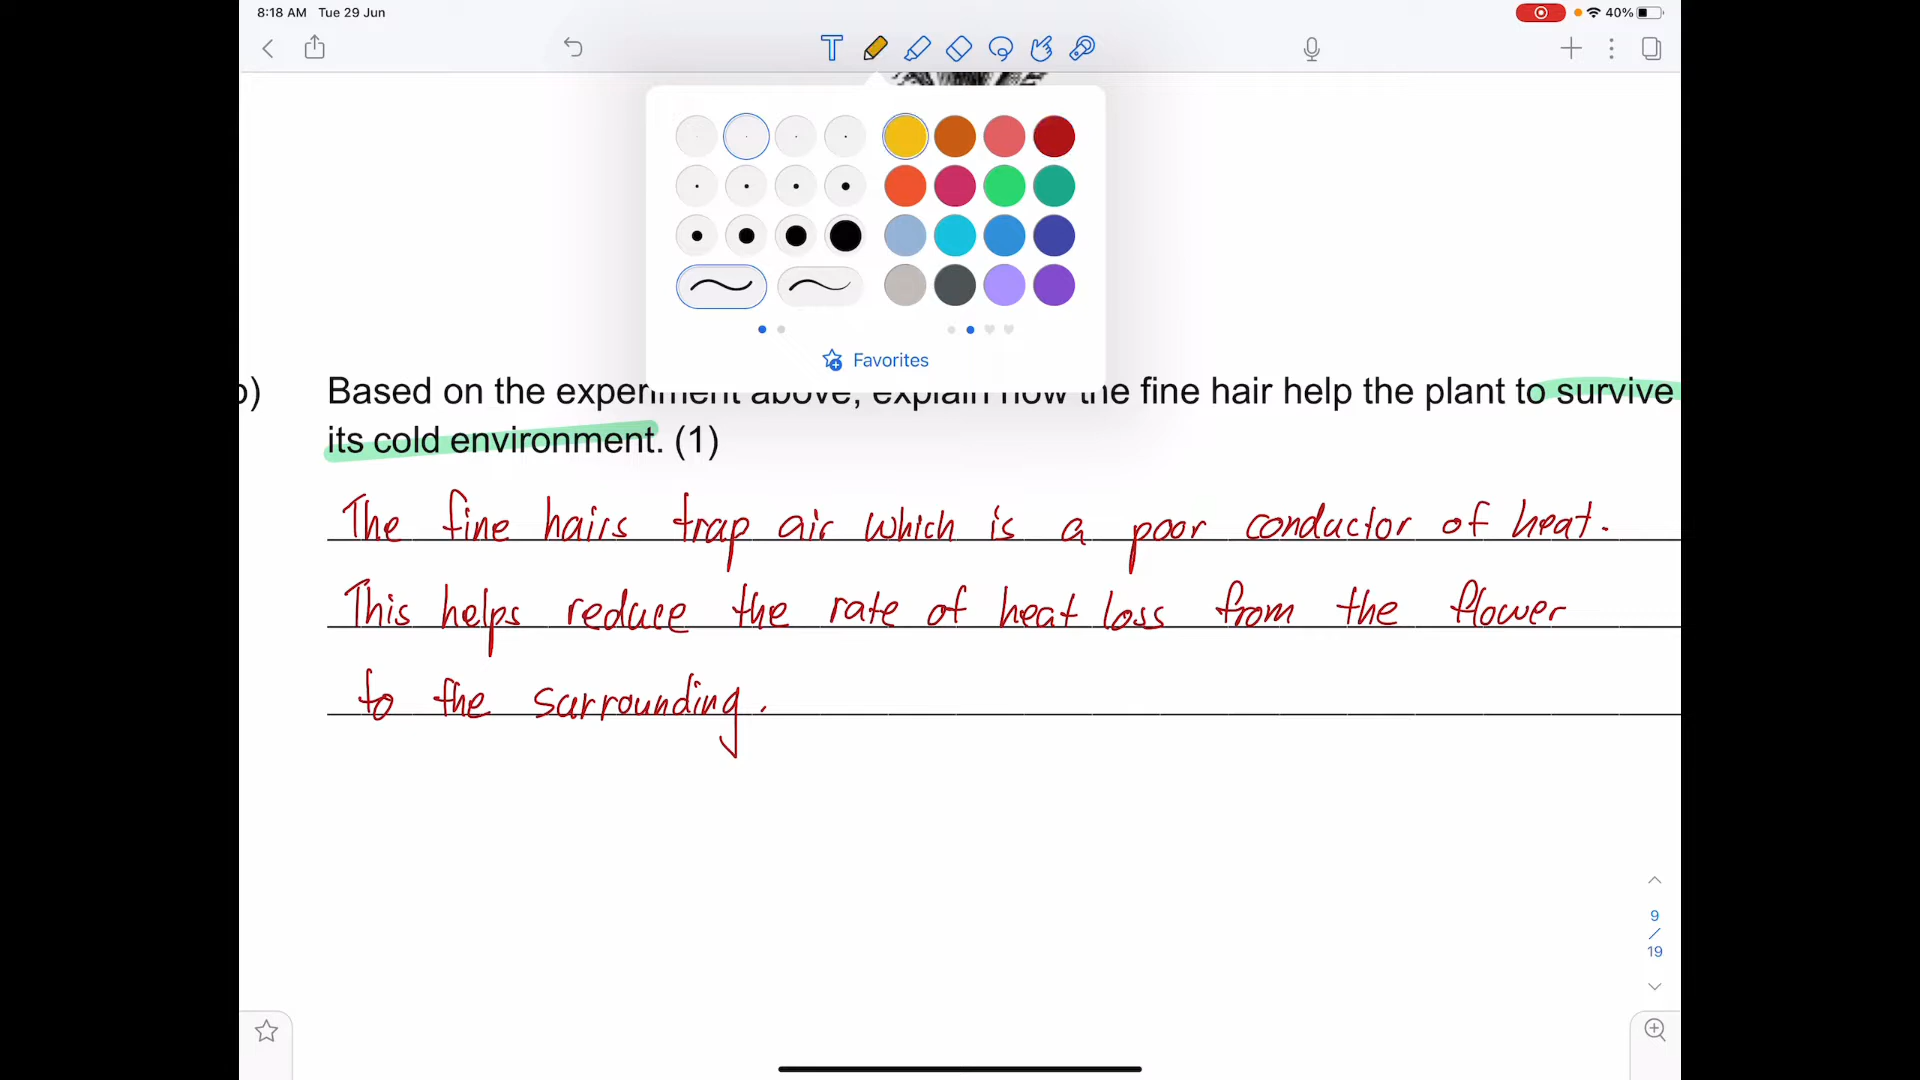 8:18 AM Tue 29 Jun
40%
T
Favorites
b) Based on the experiment above, explain how the fine hair help the plant to survive
its cold environment. (1)
The fine hairs trap air which is a poor conductor of heat.
This helps reduce the rate of heat loss from the flower
to the surrounding.
9
/
19